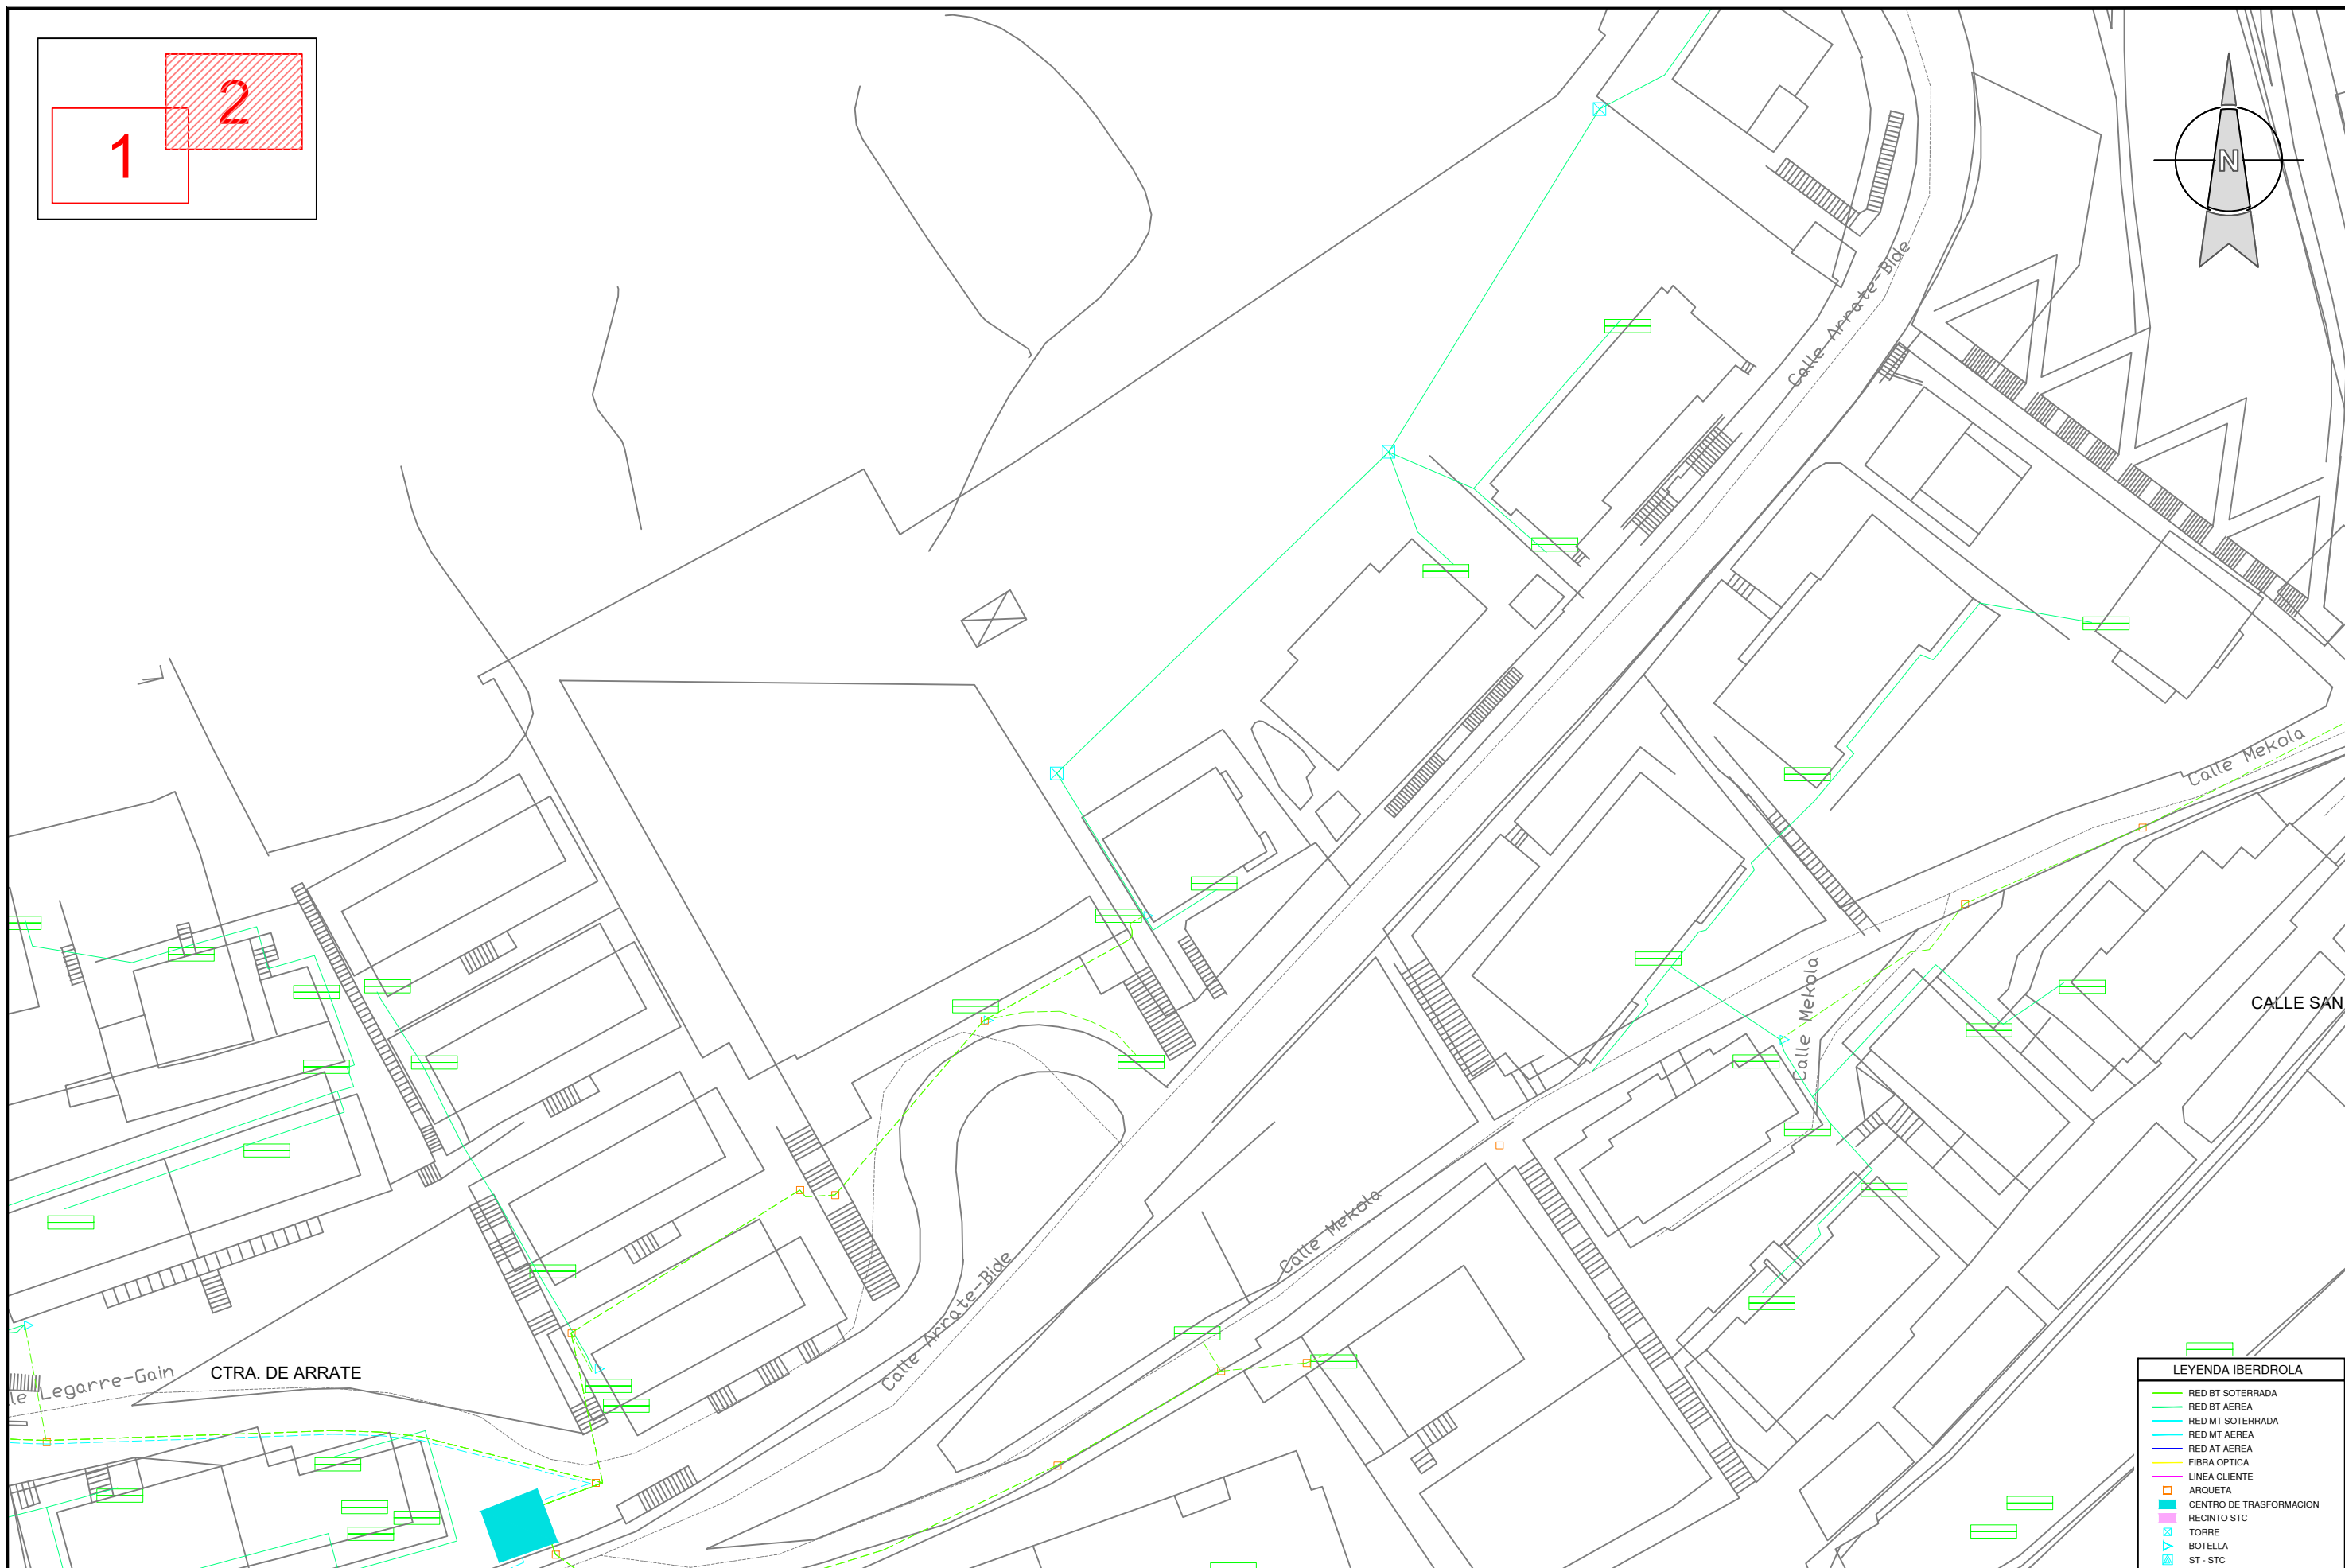 2
1
N
Calle Arrate-Bide
Calle Mekola
Calle Mekola
CALLE SAN
Calle Mekola
Calle Arrate-Bide
Legarre-Gain
CTRA. DE ARRATE
LEYENDA IBERDROLA
RED BT SOTERRADA
RED BT AEREA
RED MT SOTERRADA
RED MT AEREA
RED AT AEREA
FIBRA OPTICA
LINEA CLIENTE
ARQUETA
CENTRO DE TRASFORMACION
RECINTO STC
TORRE
BOTELLA
ST - STC